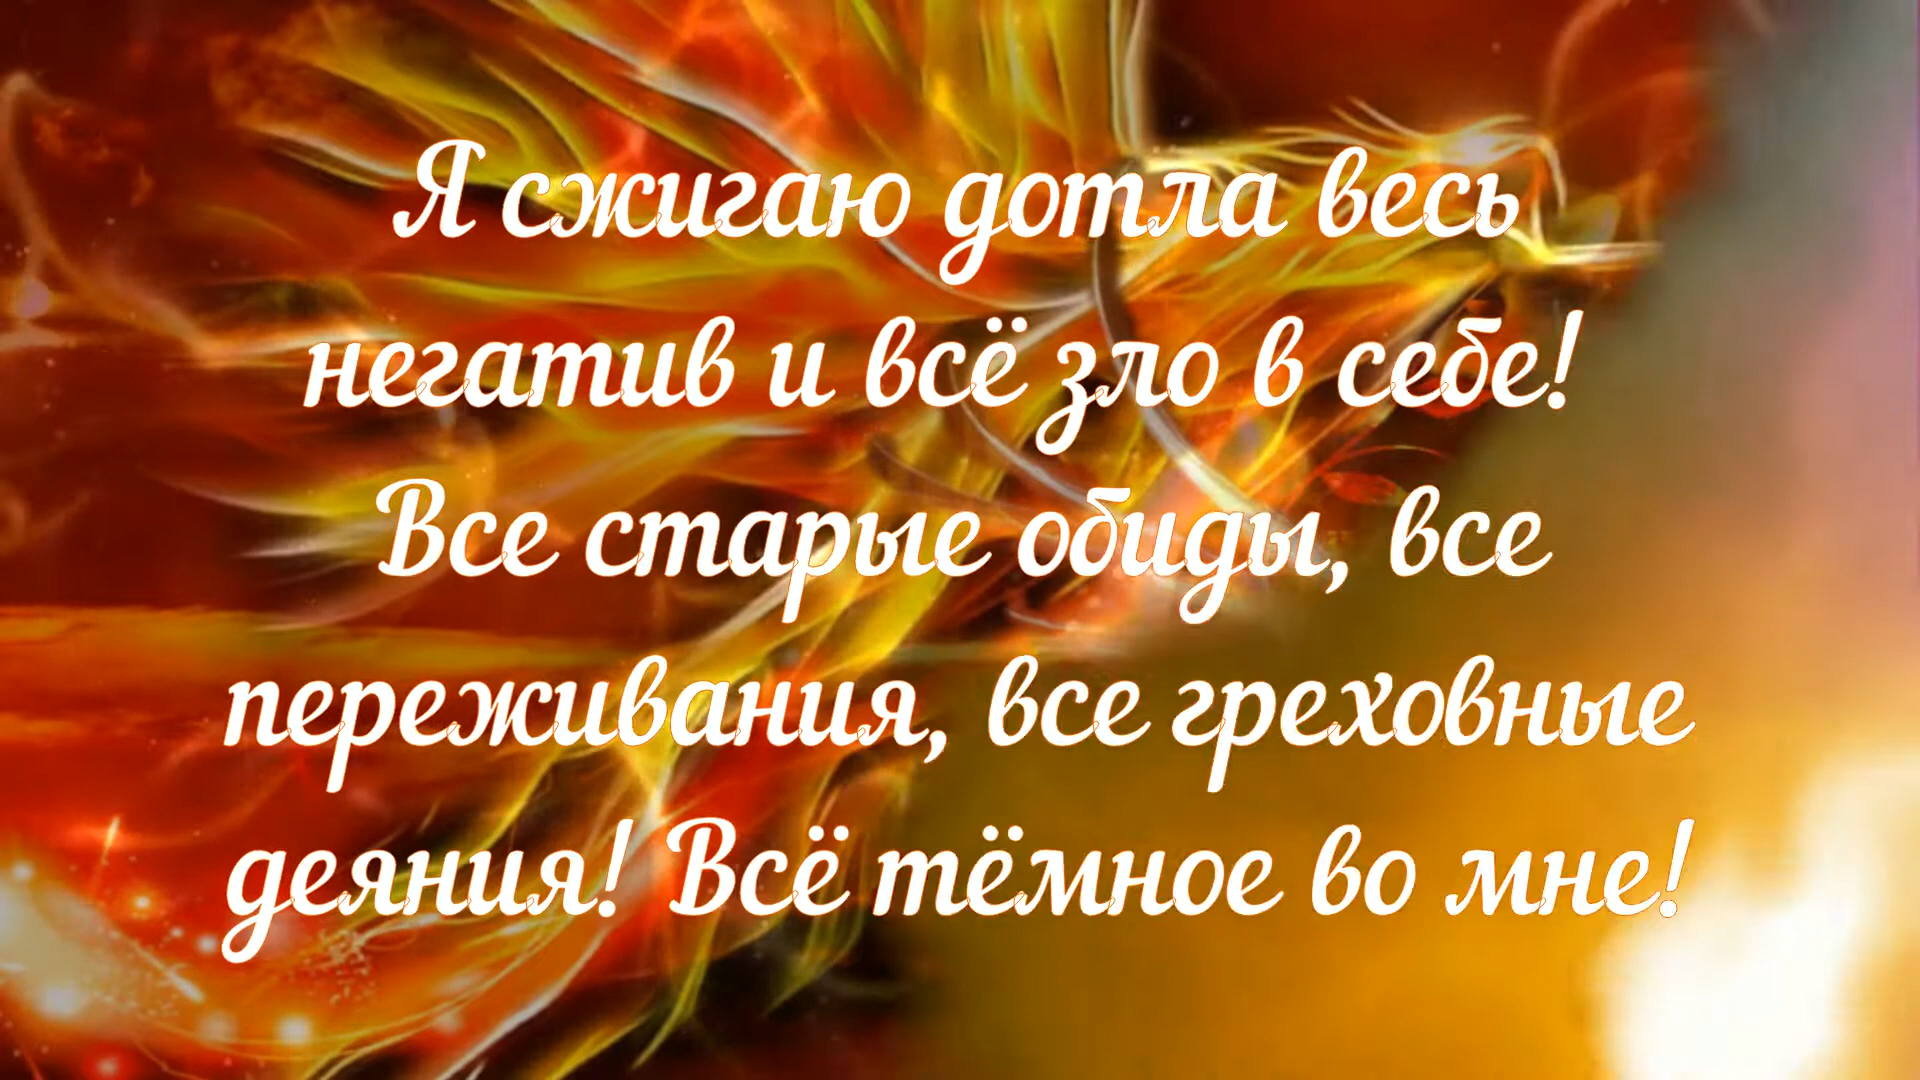 Я сжигаю дотла весь
негатив и всё зло в себе!
Все старые обиды, все
переживания, все греховные
деяния! Всё тёмное во мне!